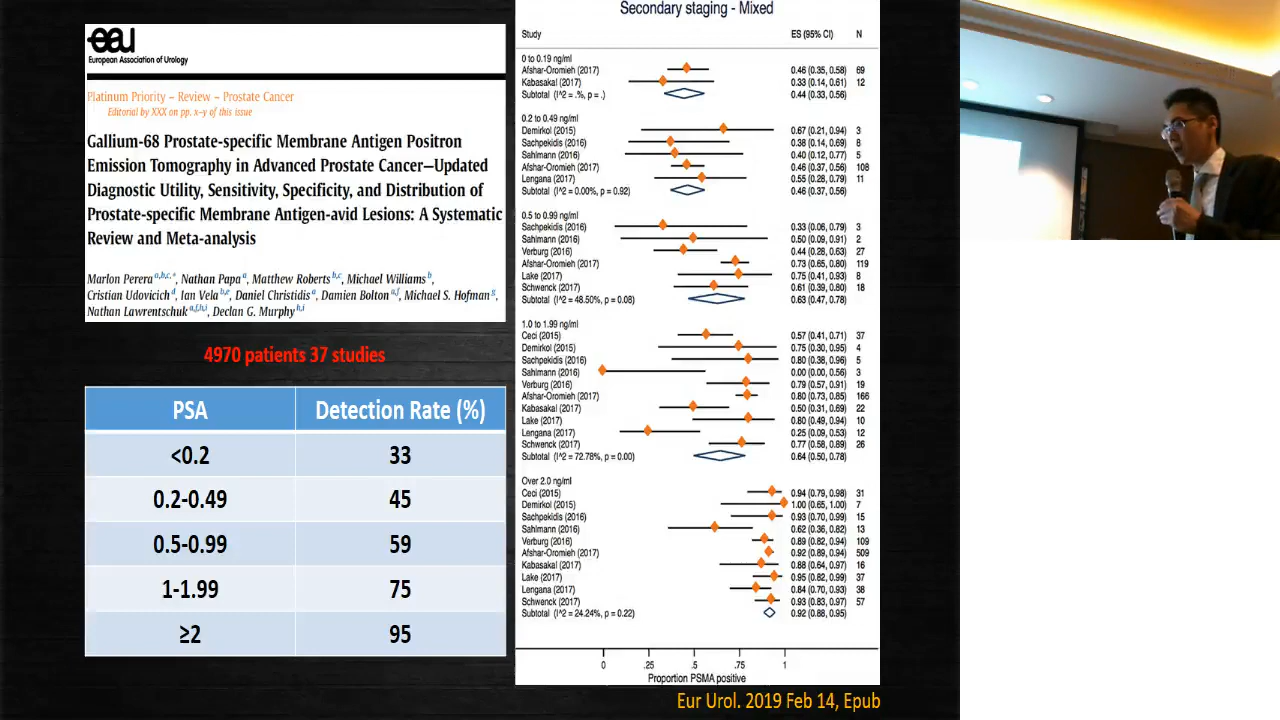 eau
European Association of Urology
Platinum Priority – Review – Prostate Cancer
Editorial by XXX on pp. x–y of this issue
Gallium-68 Prostate-specific Membrane Antigen Positron
Emission Tomography in Advanced Prostate Cancer—Updated
Diagnostic Utility, Sensitivity, Specificity, and Distribution of
Prostate-specific Membrane Antigen-avid Lesions: A Systematic
Review and Meta-analysis
Marlon Perera a,b,c,*, Nathan Papa a, Matthew Roberts b,c, Michael Williams b,
Cristian Udovicich d, Ian Vela b,e, Daniel Christidis a, Damien Bolton a,f, Michael S. Hofman g,
Nathan Lawrentschuk a,f,h,i, Declan G. Murphy h,i
4970 patients 37 studies
PSA Detection Rate (%)
<0.2 33
0.2-0.49 45
0.5-0.99 59
1-1.99 75
≥2 95
Secondary staging - Mixed
Study ES (95% CI) N
0 to 0.19 ng/ml
Afshar-Oromieh (2017) 0.46 (0.35, 0.58) 69
Kabasakal (2017) 0.33 (0.14, 0.61) 12
Subtotal (I^2 = .%, p = .) 0.44 (0.33, 0.56)
0.2 to 0.49 ng/ml
Demirkol (2015) 0.67 (0.21, 0.94) 3
Sachpekidis (2016) 0.38 (0.14, 0.69) 8
Sahlmann (2016) 0.40 (0.12, 0.77) 5
Afshar-Oromieh (2017) 0.46 (0.37, 0.56) 108
Lengana (2017) 0.55 (0.28, 0.79) 11
Subtotal (I^2 = 0.00%, p = 0.92) 0.46 (0.37, 0.56)
0.5 to 0.99 ng/ml
Sachpekidis (2016) 0.33 (0.06, 0.79) 3
Sahlmann (2016) 0.50 (0.09, 0.91) 2
Verburg (2016) 0.44 (0.28, 0.63) 27
Afshar-Oromieh (2017) 0.73 (0.65, 0.80) 119
Lake (2017) 0.75 (0.41, 0.93) 8
Schwenck (2017) 0.61 (0.39, 0.80) 18
Subtotal (I^2 = 48.50%, p = 0.08) 0.63 (0.47, 0.78)
1.0 to 1.99 ng/ml
Ceci (2015) 0.57 (0.41, 0.71) 37
Demirkol (2015) 0.75 (0.30, 0.95) 4
Sachpekidis (2016) 0.80 (0.38, 0.96) 5
Sahlmann (2016) 0.00 (0.00, 0.56) 3
Verburg (2016) 0.79 (0.57, 0.91) 19
Afshar-Oromieh (2017) 0.80 (0.73, 0.85) 166
Kabasakal (2017) 0.50 (0.31, 0.69) 22
Lake (2017) 0.80 (0.49, 0.94) 10
Lengana (2017) 0.25 (0.09, 0.53) 12
Schwenck (2017) 0.77 (0.58, 0.89) 26
Subtotal (I^2 = 72.78%, p = 0.00) 0.64 (0.50, 0.78)
Over 2.0 ng/ml
Ceci (2015) 0.94 (0.79, 0.98) 31
Demirkol (2015) 1.00 (0.65, 1.00) 7
Sachpekidis (2016) 0.93 (0.70, 0.99) 15
Sahlmann (2016) 0.62 (0.36, 0.82) 13
Verburg (2016) 0.89 (0.82, 0.94) 109
Afshar-Oromieh (2017) 0.92 (0.89, 0.94) 509
Kabasakal (2017) 0.88 (0.64, 0.97) 16
Lake (2017) 0.95 (0.82, 0.99) 37
Lengana (2017) 0.84 (0.70, 0.93) 38
Schwenck (2017) 0.93 (0.83, 0.97) 57
Subtotal (I^2 = 24.24%, p = 0.22) 0.92 (0.88, 0.95)
0 .25 .5 .75 1
Proportion PSMA positive
Eur Urol. 2019 Feb 14, Epub